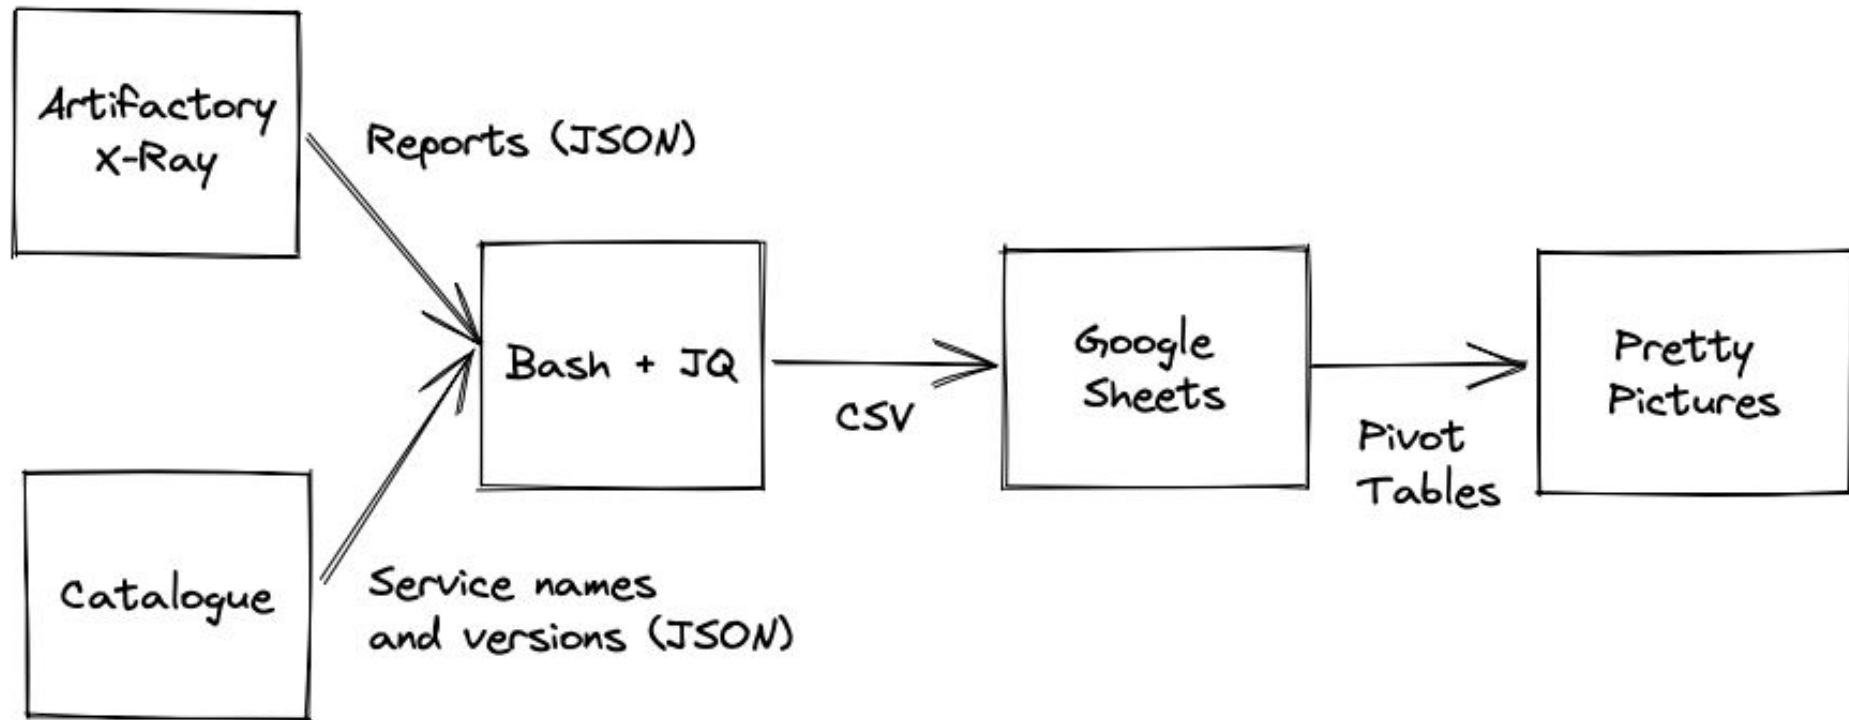 Artifactory
X-Ray
Reports (JSON)
Bash + JQ
CSV
Google
Sheets
Pivot
Tables
Pretty
Pictures
Catalogue
Service names
and versions (JSON)